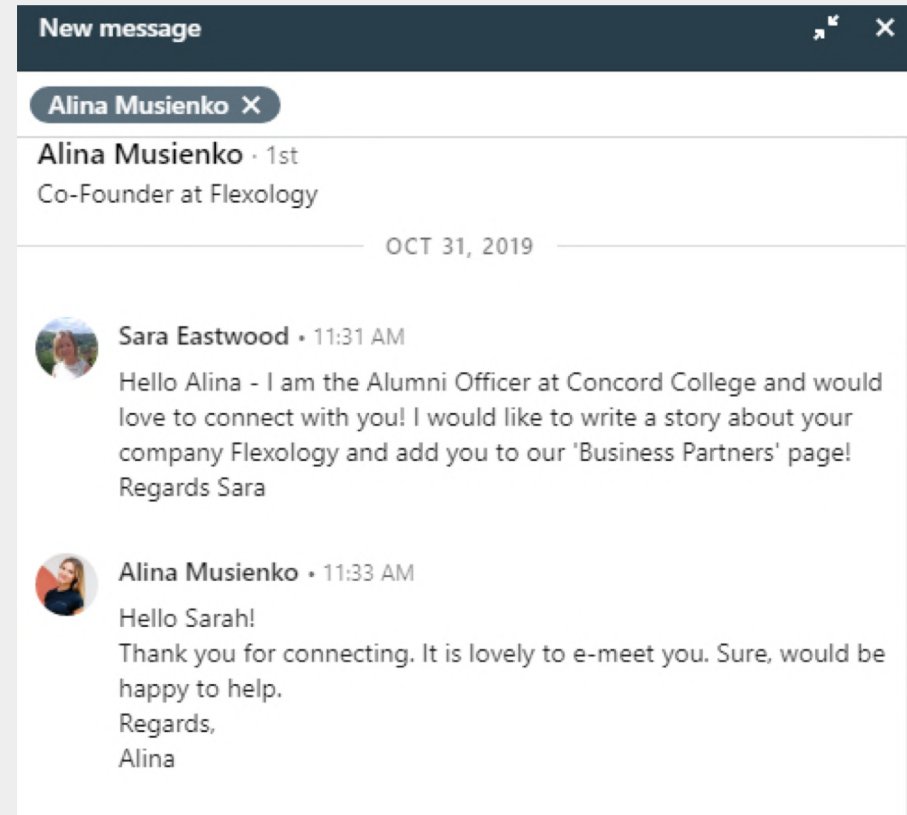 New message
Alina Musienko ×
Alina Musienko · 1st
Co-Founder at Flexology
OCT 31, 2019
Sara Eastwood • 11:31 AM
Hello Alina - I am the Alumni Officer at Concord College and would
love to connect with you! I would like to write a story about your
company Flexology and add you to our 'Business Partners' page!
Regards Sara
Alina Musienko • 11:33 AM
Hello Sarah!
Thank you for connecting. It is lovely to e-meet you. Sure, would be
happy to help.
Regards,
Alina